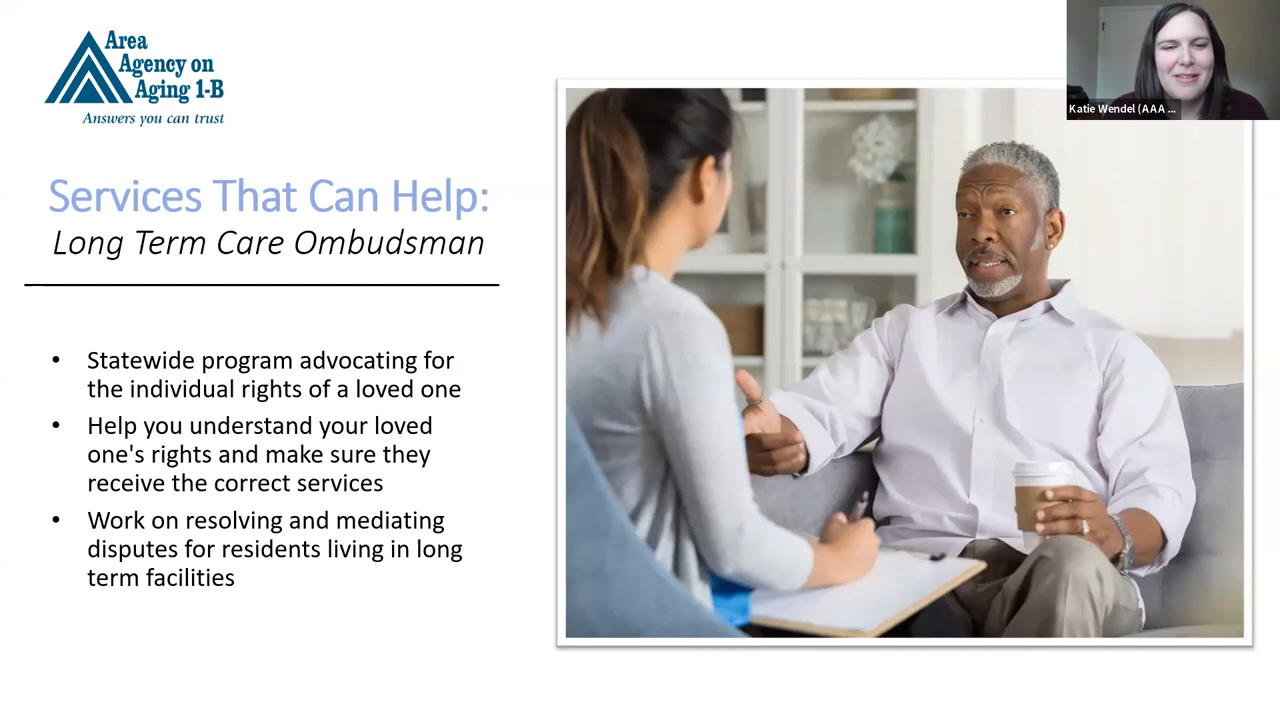 Area
Agency on
Aging 1-B
Answers you can trust
Katie Wendel (AAA ...
Services That Can Help:
Long Term Care Ombudsman
• Statewide program advocating for
the individual rights of a loved one
• Help you understand your loved
one's rights and make sure they
receive the correct services
• Work on resolving and mediating
disputes for residents living in long
term facilities